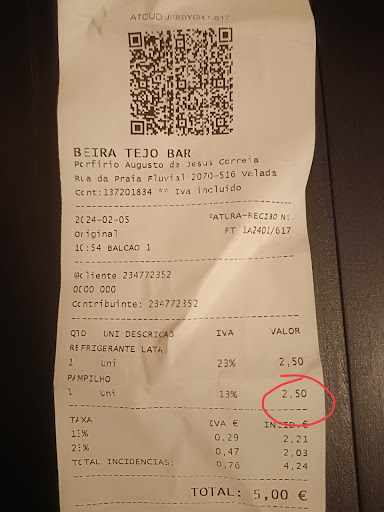 BEIRA TEJO BAR
Porfirio Augusto de Jesus Correia
Rua da Praia Fluvial 2070-516 Valada
Cont:137201834 ** Iva incluido
2024-02-05 FATURA-RECIBO N:
Original FT 1A2401/617
10:54 BALCAO 1
@Cliente 234772352
0000 000
Contribuinte: 234772352
QTD UNI DESCRICAO IVA VALOR
REFRIGERANTE LATA
1 Uni 23% 2,50
PAMPILHO
1 Uni 13% 2,50
TAXA IVA € INCID.€
13% 0,29 2,21
23% 0,47 2,03
TOTAL INCIDENCIAS: 0,76 4,24
TOTAL: 5,00 €